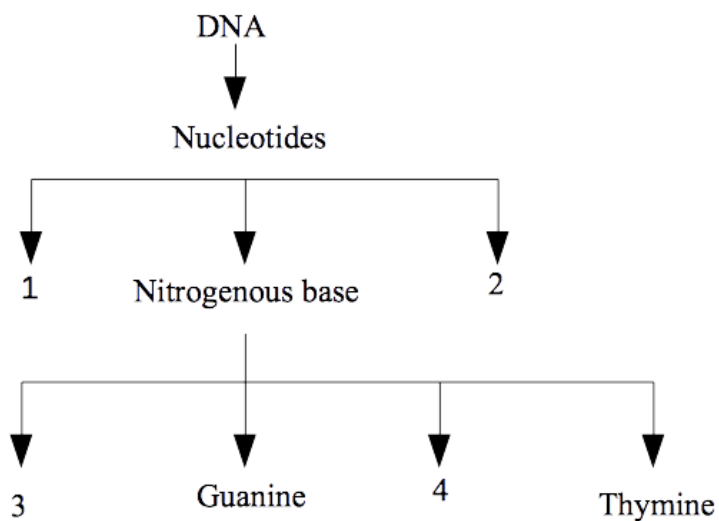 DNA
Nucleotides
1
Nitrogenous base
2
3
Guanine
4
Thymine